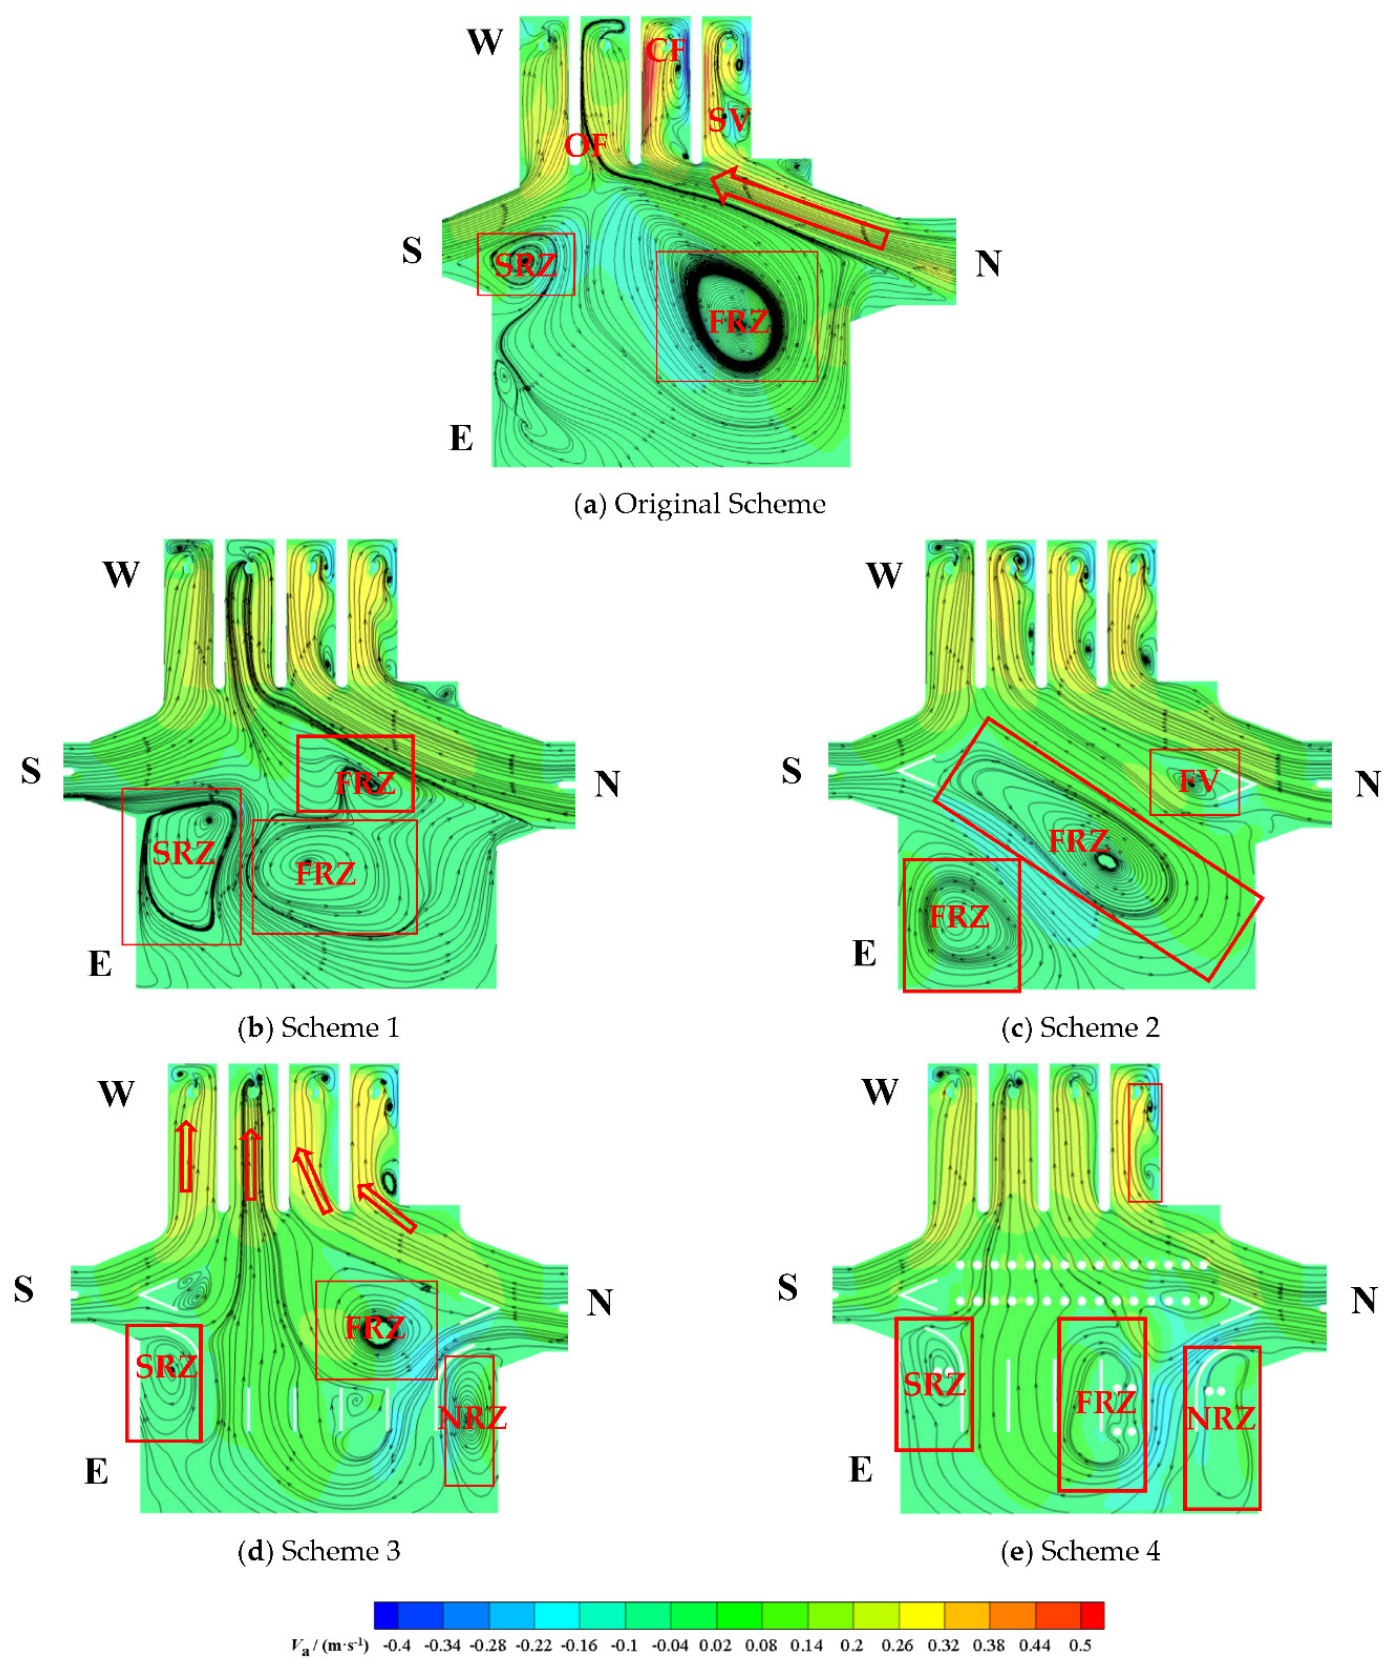 W
CF
SV
OF
S
SRZ
N
FRZ
E
(a) Original Scheme
W
S
FRZ
N
SRZ
FRZ
E
(b) Scheme 1
W
S
FV
N
FRZ
FRZ
E
(c) Scheme 2
W
S
N
FRZ
SRZ
NRZ
E
(d) Scheme 3
W
S
N
SRZ
FRZ
NRZ
E
(e) Scheme 4
Va / (m·s-1) -0.4 -0.34 -0.28 -0.22 -0.16 -0.1 -0.04 0.02 0.08 0.14 0.2 0.26 0.32 0.38 0.44 0.5